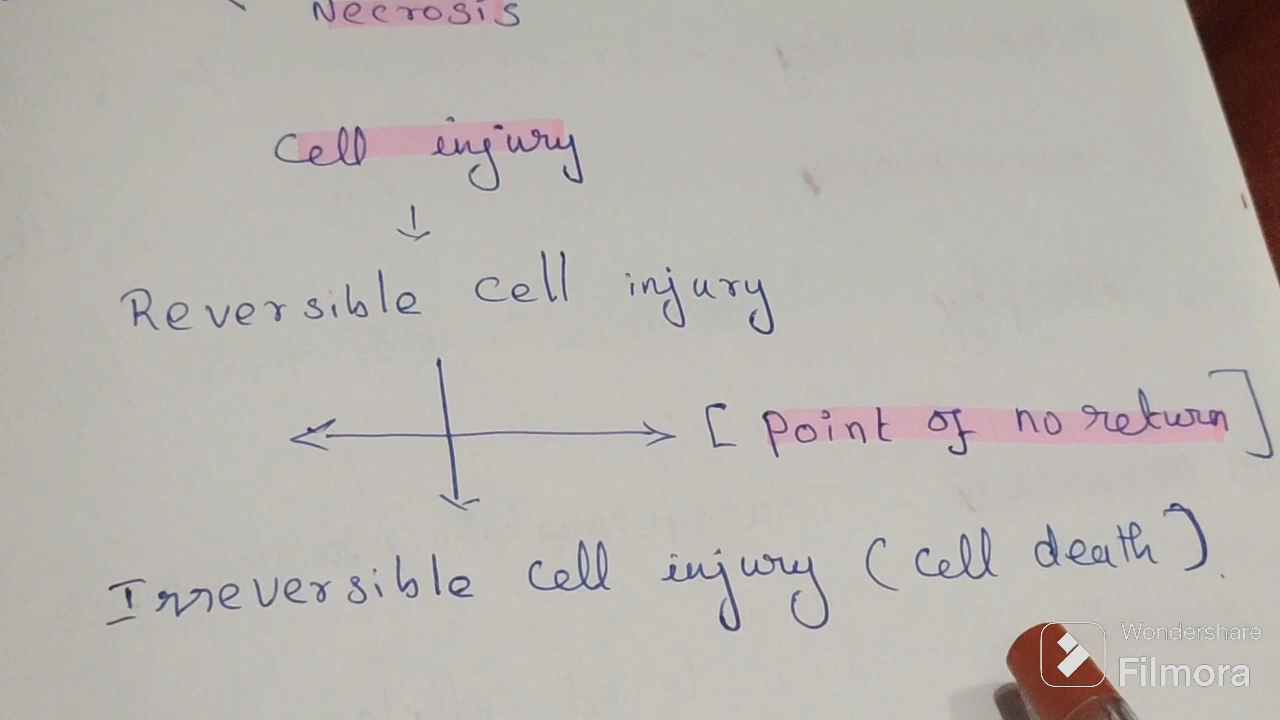 Necrosis
Cell injury
↓
Reversible cell injury
[Point of no return]
Irreversible cell injury (cell death).
Wondershare
Filmora